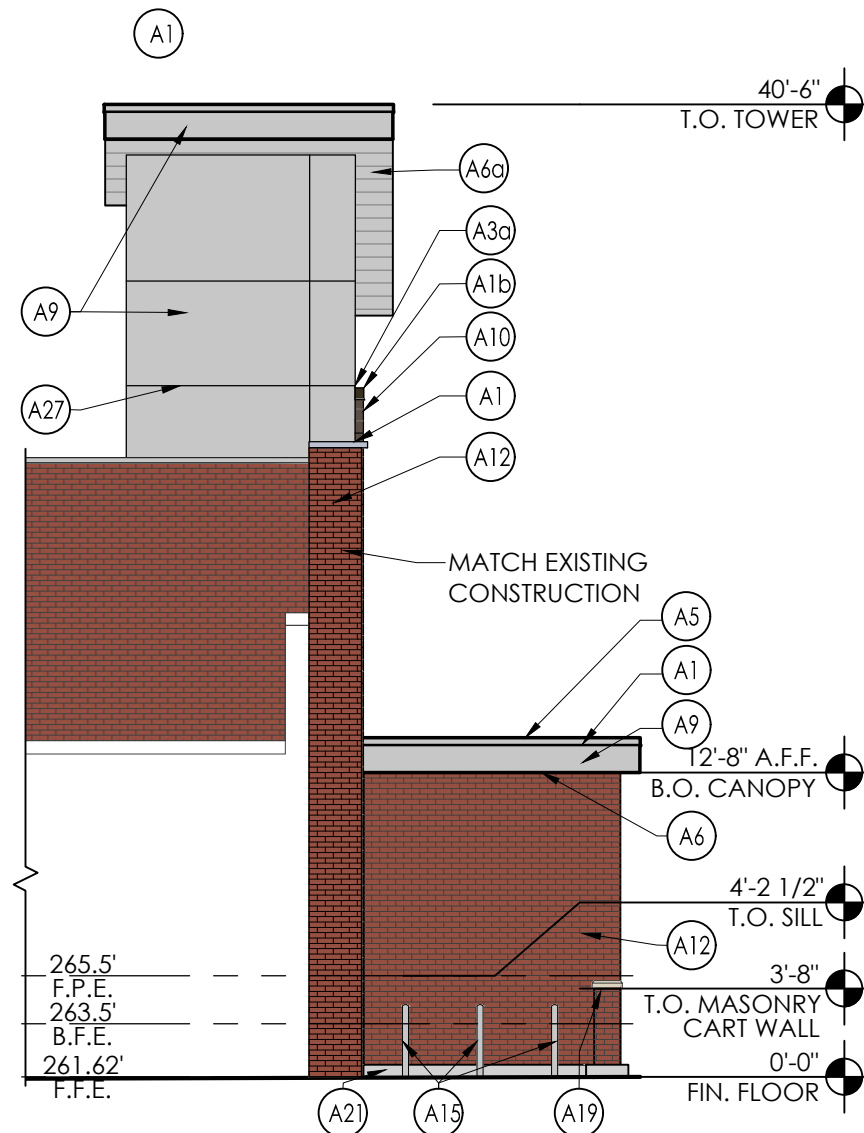 A1
40'-6"
T.O. TOWER
A6a
A3a
A1b
A9
A10
A27
A1
A12
MATCH EXISTING
CONSTRUCTION
A5
A1
A9
12'-8" A.F.F.
B.O. CANOPY
A6
4'-2 1/2"
T.O. SILL
A12
265.5'
F.P.E.
3'-8"
T.O. MASONRY
CART WALL
263.5'
B.F.E.
261.62'
F.F.E.
0'-0"
FIN. FLOOR
A21
A15
A19